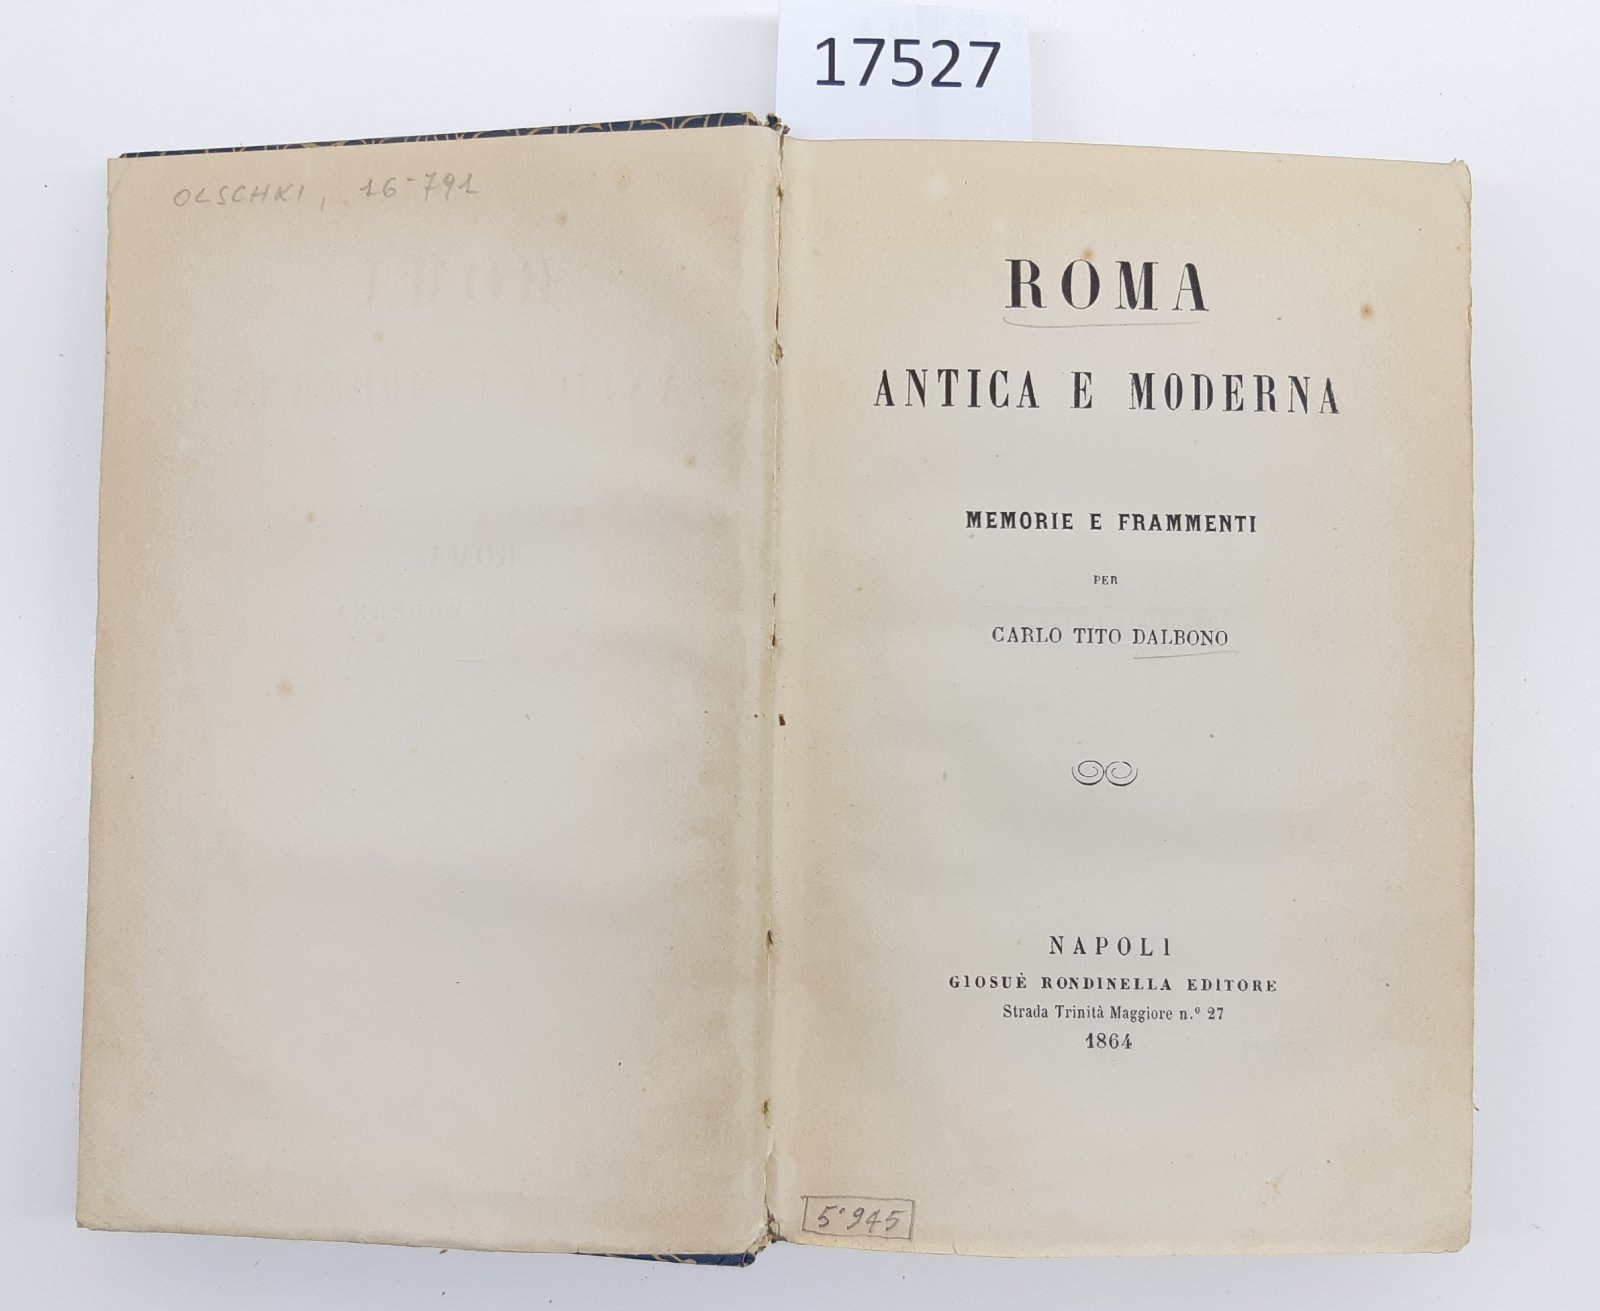 17527
OLSCHKI, 16-791
ROMA
ANTICA E MODERNA
MEMORIE E FRAMMENTI
PER
CARLO TITO DALBONO
NAPOLI
GIOSUÈ RONDINELLA EDITORE
Strada Trinità Maggiore n.º 27
1864
5·945